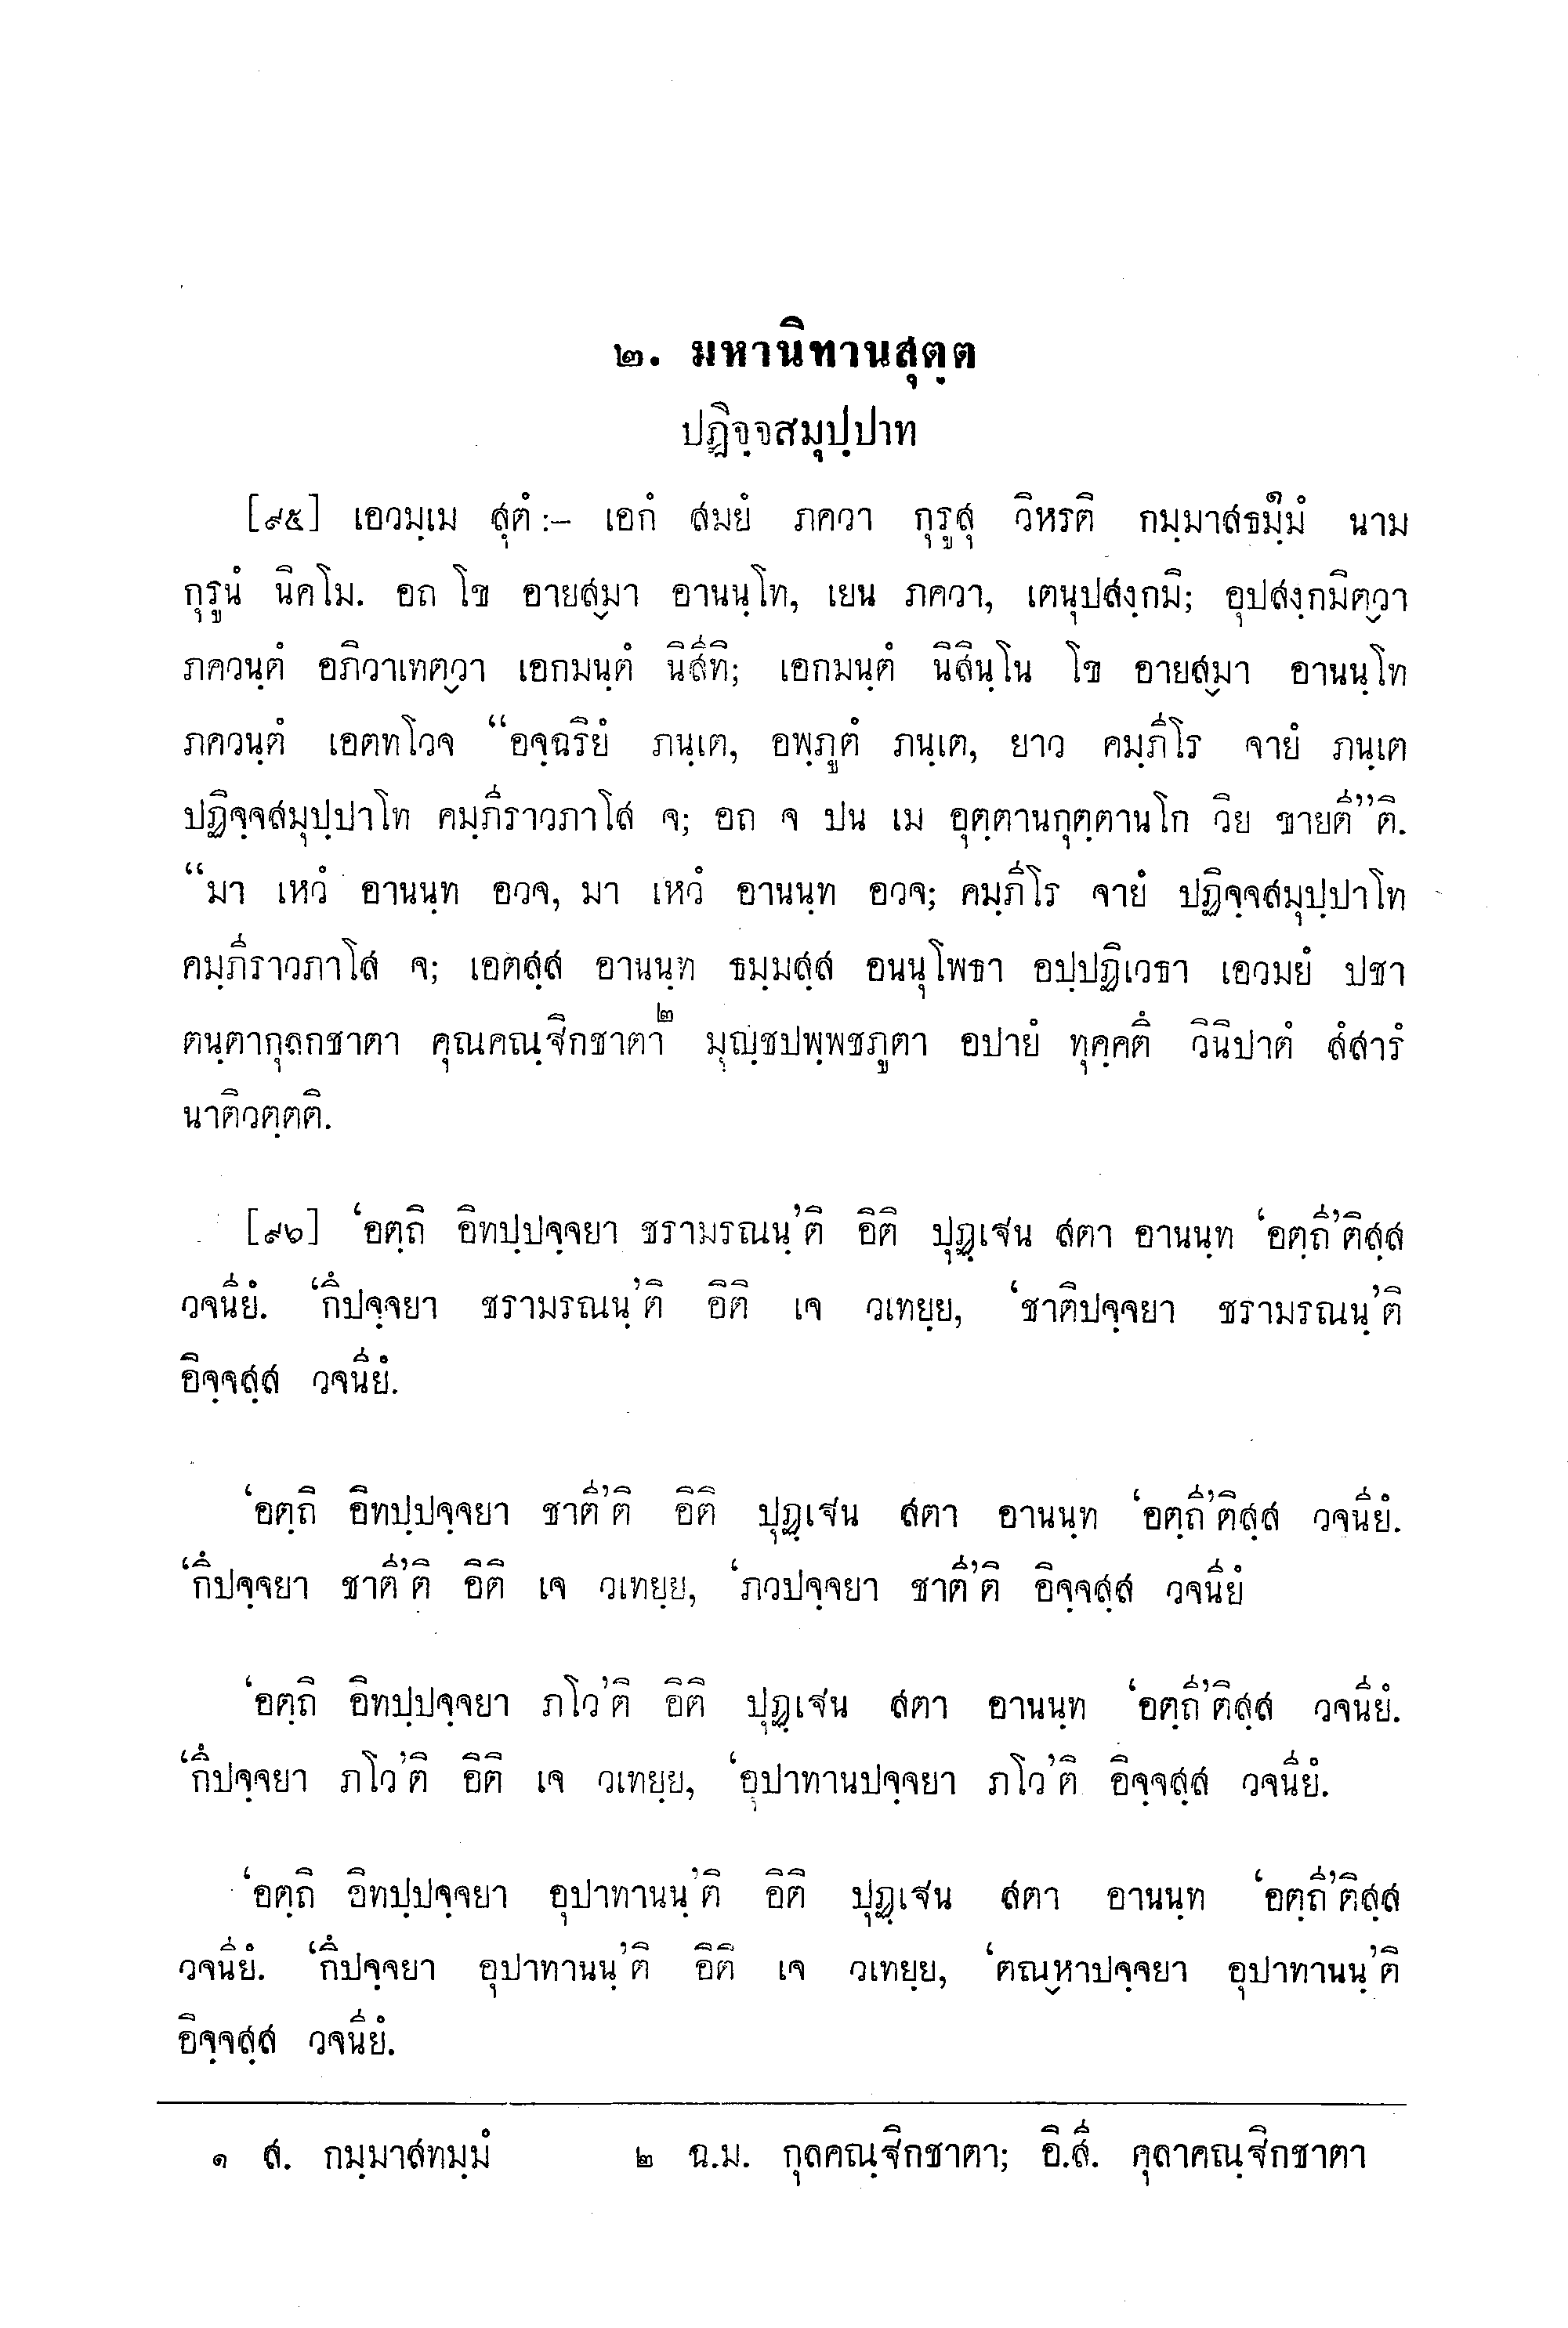 ๒. มหานิทานสุตฺต
ปฏิจฺจสมุปฺปาท
[๙๕] เอวมฺเม สุตํ :– เอกํ สมยํ ภควา กุรูสุ วิหรติ กมฺมาสธมฺมํ๑ นาม
กุรูนํ นิคโม. อถ โข อายสฺมา อานนฺโท, เยน ภควา, เตนุปสงฺกมิ; อุปสงฺกมิตฺวา
ภควนฺตํ อภิวาเทตฺวา เอกมนฺตํ นิสีทิ; เอกมนฺตํ นิสินฺโน โข อายสฺมา อานนฺโท
ภควนฺตํ เอตทโวจ “อจฺฉริยํ ภนฺเต, อพฺภูตํ ภนฺเต, ยาว คมฺภีโร จายํ ภนฺเต
ปฏิจฺจสมุปฺปาโท คมฺภีราวภาโส จ; อถ จ ปน เม อุตฺตานกุตฺตานโก วิย ขายตี”ติ.
“มา เหวํ อานนฺท อวจ, มา เหวํ อานนฺท อวจ; คมฺภีโร จายํ ปฏิจฺจสมุปฺปาโท
คมฺภีราวภาโส จ; เอตสฺส อานนฺท ธมฺมสฺส อนนุโพธา อปฺปฏิเวธา เอวมยํ ปชา
ตนฺตากุลกชาตา คุณคณฺฐิกชาตา๒ มุญฺชปพฺพชภูตา อปายํ ทุคฺคตึ วินิปาตํ สํสารํ
นาติวตฺตติ.
[๙๖] ‘อตฺถิ อิทปฺปจฺจยา ชรามรณนฺ’ติ อิติ ปุฏฺเฐน สตา อานนฺท ‘อตฺถี’ติสฺส
วจนียํ. ‘กึปจฺจยา ชรามรณนฺ’ติ อิติ เจ วเทยฺย, ‘ชาติปจฺจยา ชรามรณนฺ’ติ
อิจฺจสฺส วจนียํ.
‘อตฺถิ อิทปฺปจฺจยา ชาตี’ติ อิติ ปุฏฺเฐน สตา อานนฺท ‘อตฺถี’ติสฺส วจนียํ.
‘กึปจฺจยา ชาตี’ติ อิติ เจ วเทยฺย, ‘ภวปจฺจยา ชาตี’ติ อิจฺจสฺส วจนียํ
‘อตฺถิ อิทปฺปจฺจยา ภโว’ติ อิติ ปุฏฺเฐน สตา อานนฺท ‘อตฺถี’ติสฺส วจนียํ.
‘กึปจฺจยา ภโว’ติ อิติ เจ วเทยฺย, ‘อุปาทานปจฺจยา ภโว’ติ อิจฺจสฺส วจนียํ.
‘อตฺถิ อิทปฺปจฺจยา อุปาทานนฺ’ติ อิติ ปุฏฺเฐน สตา อานนฺท ‘อตฺถี’ติสฺส
วจนียํ. ‘กึปจฺจยา อุปาทานนฺ’ติ อิติ เจ วเทยฺย, ‘ตณฺหาปจฺจยา อุปาทานนฺ’ติ
อิจฺจสฺส วจนียํ.
๑ ส. กมฺมาสทมฺมํ ๒ ฉ.ม. กุลคณฺฐิกชาตา; อิ.สี. คุลาคณฺฐิกชาตา